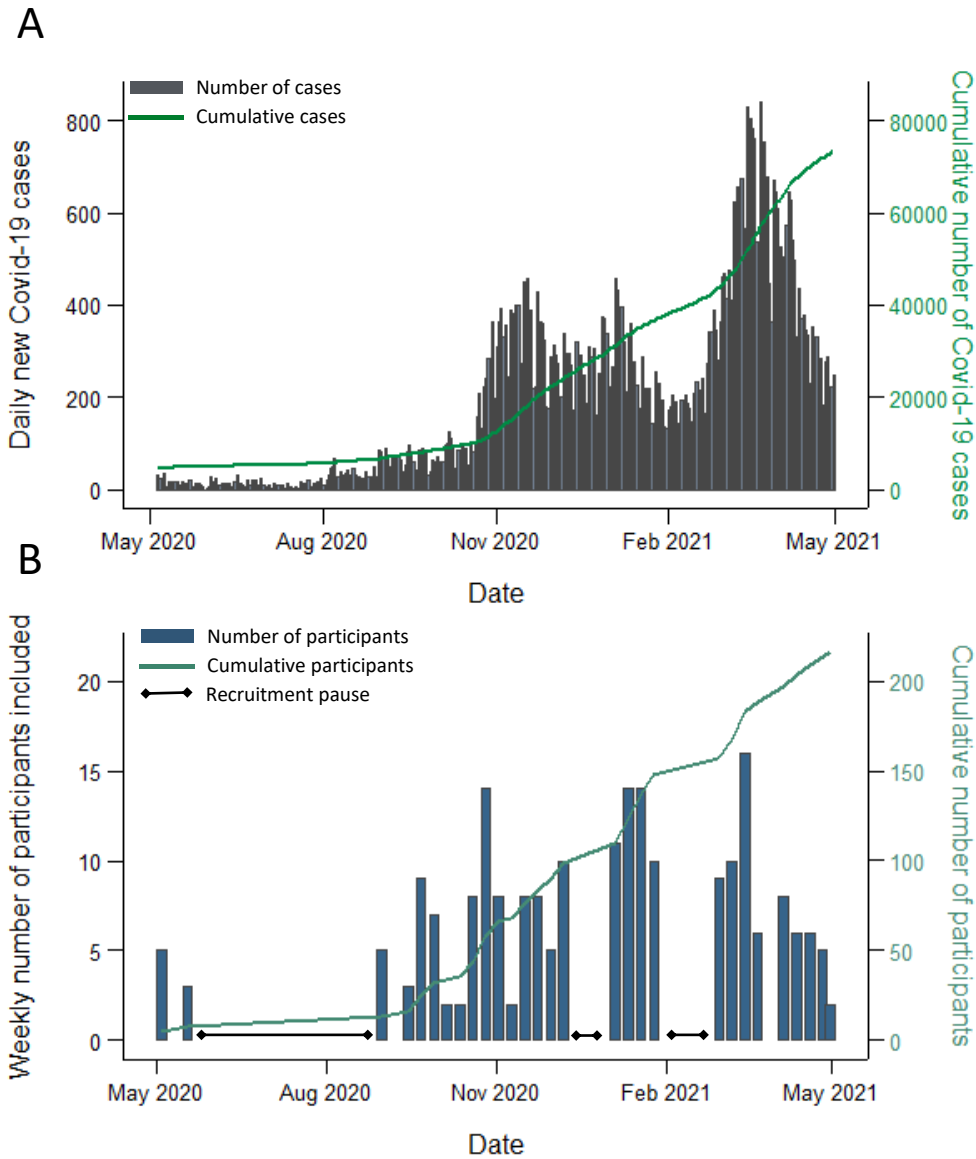 A
Number of cases
Cumulative cases
Daily new Covid-19 cases
800
600
400
200
0
Cumulative number of Covid-19 cases
80000
60000
40000
20000
0
May 2020 Aug 2020 Nov 2020 Feb 2021 May 2021
Date
B
Number of participants
Cumulative participants
Recruitment pause
Weekly number of participants included
20
15
10
5
0
Cumulative number of participants
200
150
100
50
0
May 2020 Aug 2020 Nov 2020 Feb 2021 May 2021
Date